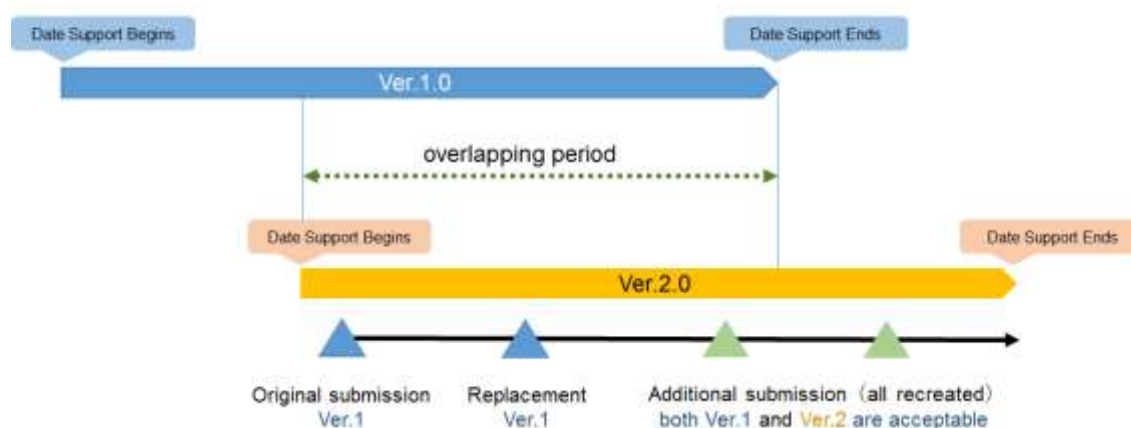 Date Support Begins
Date Support Ends
Ver.1.0
overlapping period
Date Support Begins
Date Support Ends
Ver.2.0
Original submission
Ver.1
Replacement
Ver.1
Additional submission（all recreated）
both Ver.1 and Ver.2 are acceptable